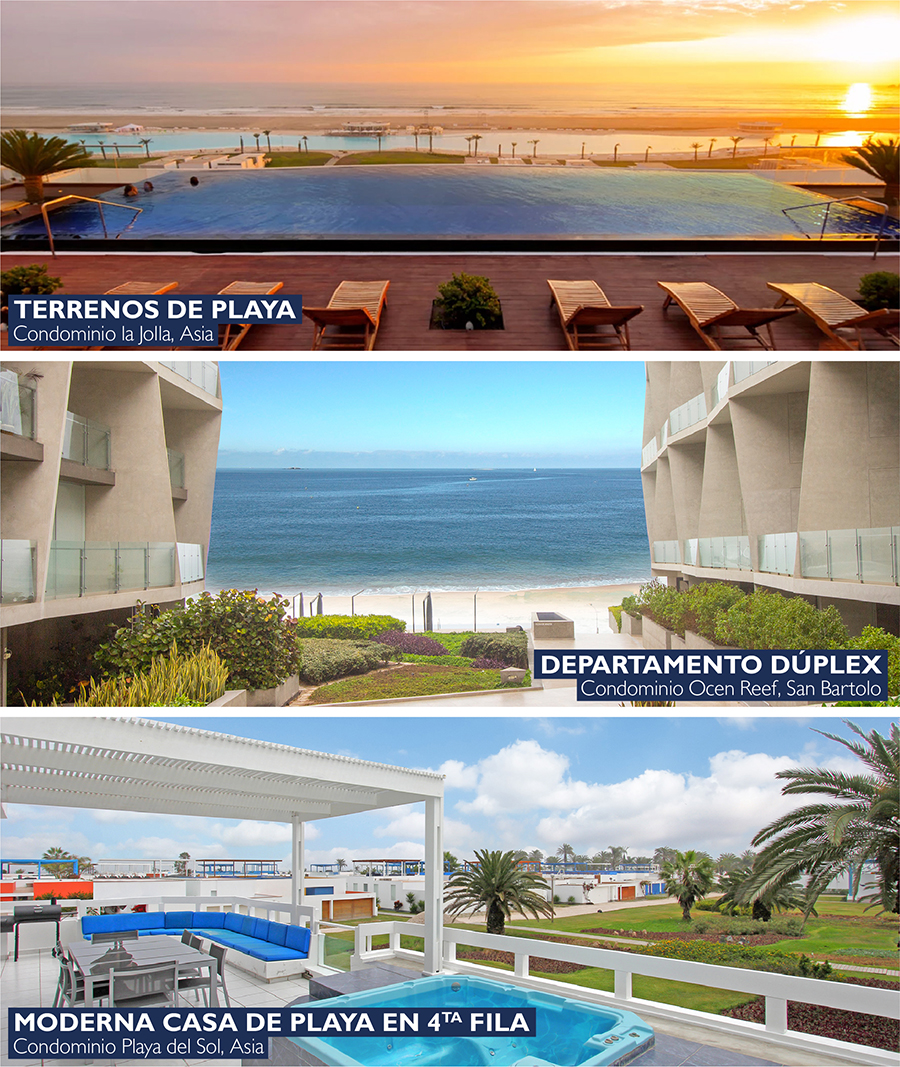 TERRENOS DE PLAYA
Condominio la Jolla, Asia
DEPARTAMENTO DÚPLEX
Condominio Ocen Reef, San Bartolo
MODERNA CASA DE PLAYA EN 4TA FILA
Condominio Playa del Sol, Asia